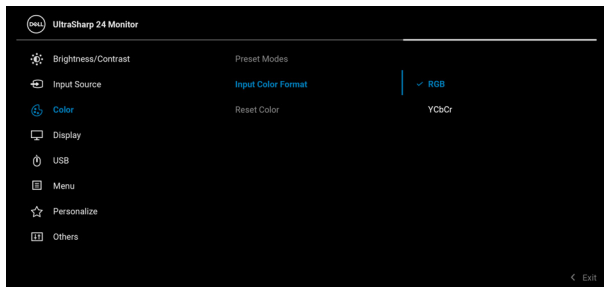 DELL UltraSharp 24 Monitor
Brightness/Contrast Preset Modes
Input Source Input Color Format ✓ RGB
Color Reset Color YCbCr
Display
USB
Menu
Personalize
Others
< Exit